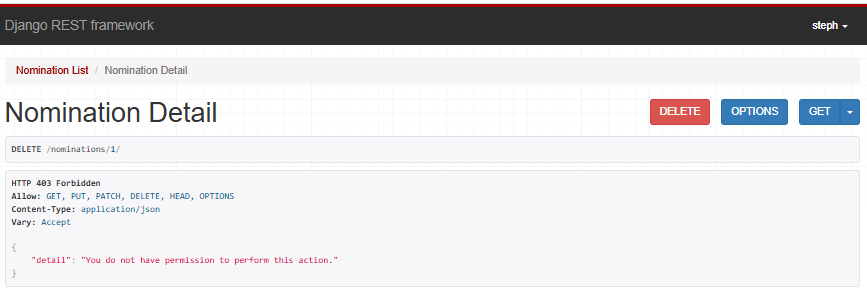 Django REST framework
steph
Nomination List / Nomination Detail
Nomination Detail
DELETE
OPTIONS
GET
DELETE /nominations/1/
HTTP 403 Forbidden
Allow: GET, PUT, PATCH, DELETE, HEAD, OPTIONS
Content-Type: application/json
Vary: Accept
{
    "detail": "You do not have permission to perform this action."
}